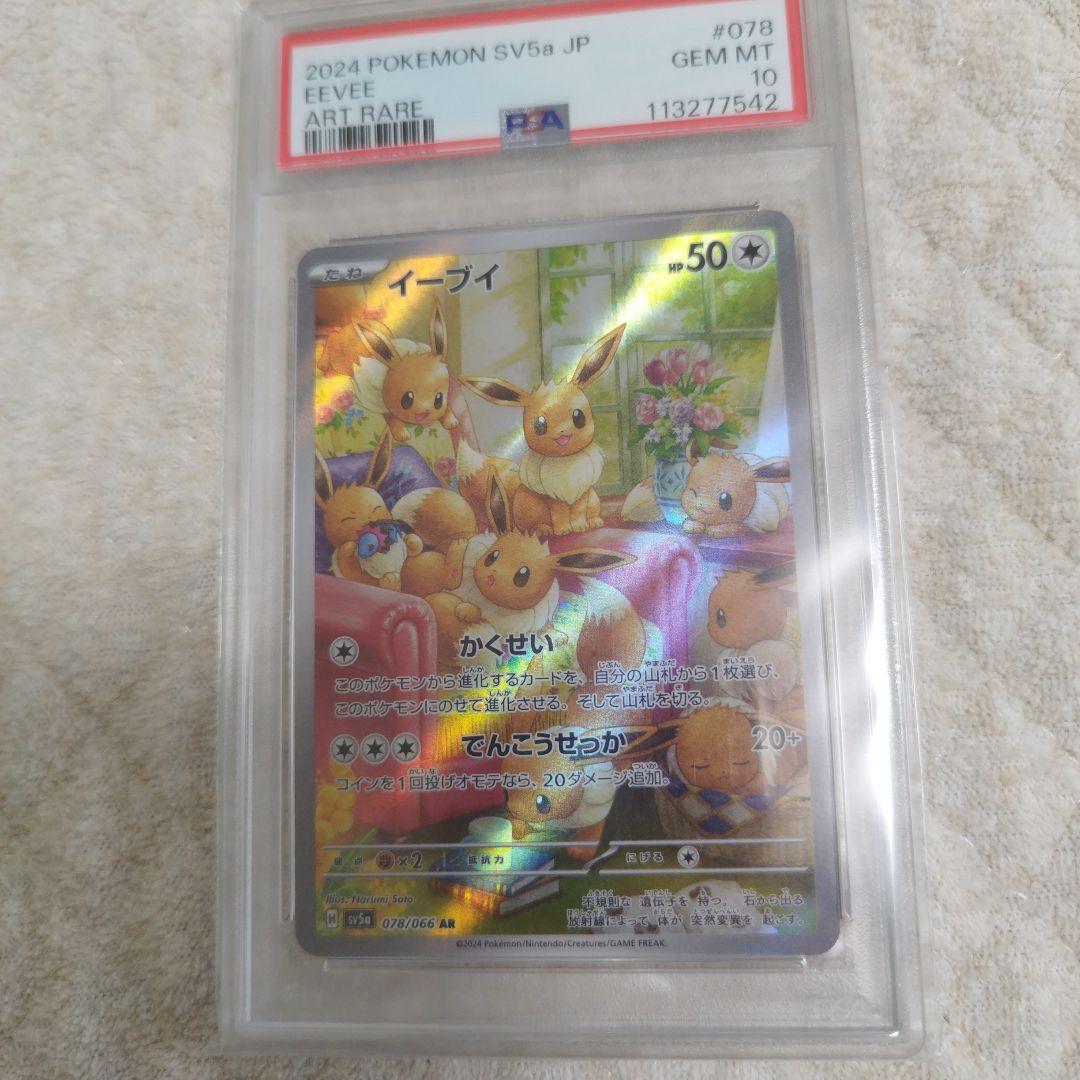 2024 POKEMON SV5a JP
#078
EEVEE
GEM MT
ART RARE
10
PSA
113277542
たね
イーブイ
HP50
かくせい
このポケモンから進化するカードを、自分の山札から1枚選び、
このポケモンにのせて進化させる。そして山札を切る。
でんこうせっか
20+
コインを1回投げオモテなら、20ダメージ追加。
弱点
×2
抵抗力
にげる
Illus. Narumi Sato
H
sv5a
078/066 AR
不規則な 遺伝子を 持つ。 石から出る
放射線によって 体が 突然変異を 起こす。
©2024 Pokémon/Nintendo/Creatures/GAME FREAK.